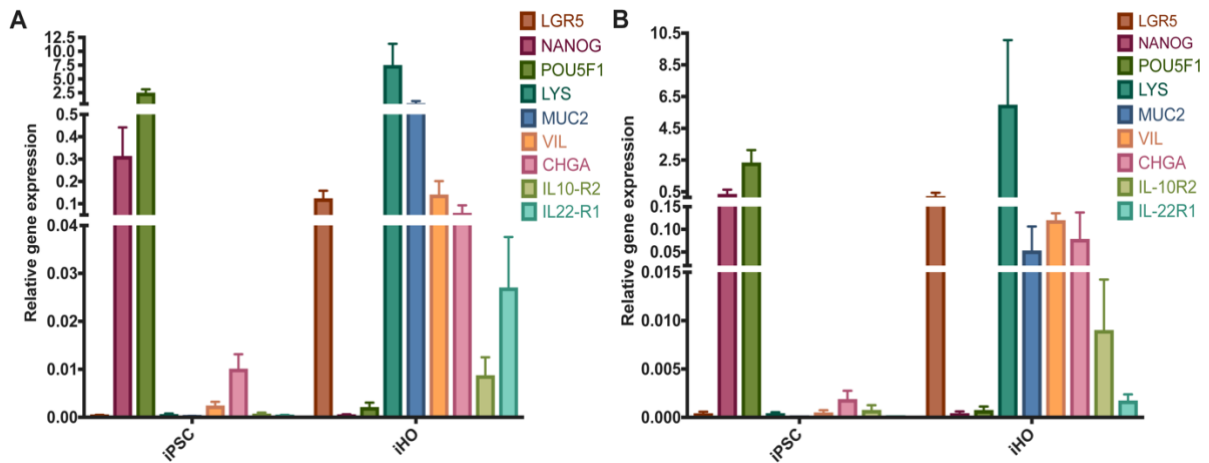 A
Relative gene expression
12.5
10.0
7.5
5.0
2.5
0.5
0.4
0.3
0.2
0.1
0.04
0.03
0.02
0.01
0.00
iPSC
iHO
LGR5
NANOG
POU5F1
LYS
MUC2
VIL
CHGA
IL10-R2
IL22-R1
B
Relative gene expression
10.5
8.5
6.5
4.5
2.5
0.5
0.15
0.10
0.05
0.015
0.010
0.005
0.000
iPSC
iHO
LGR5
NANOG
POU5F1
LYS
MUC2
VIL
CHGA
IL-10R2
IL-22R1